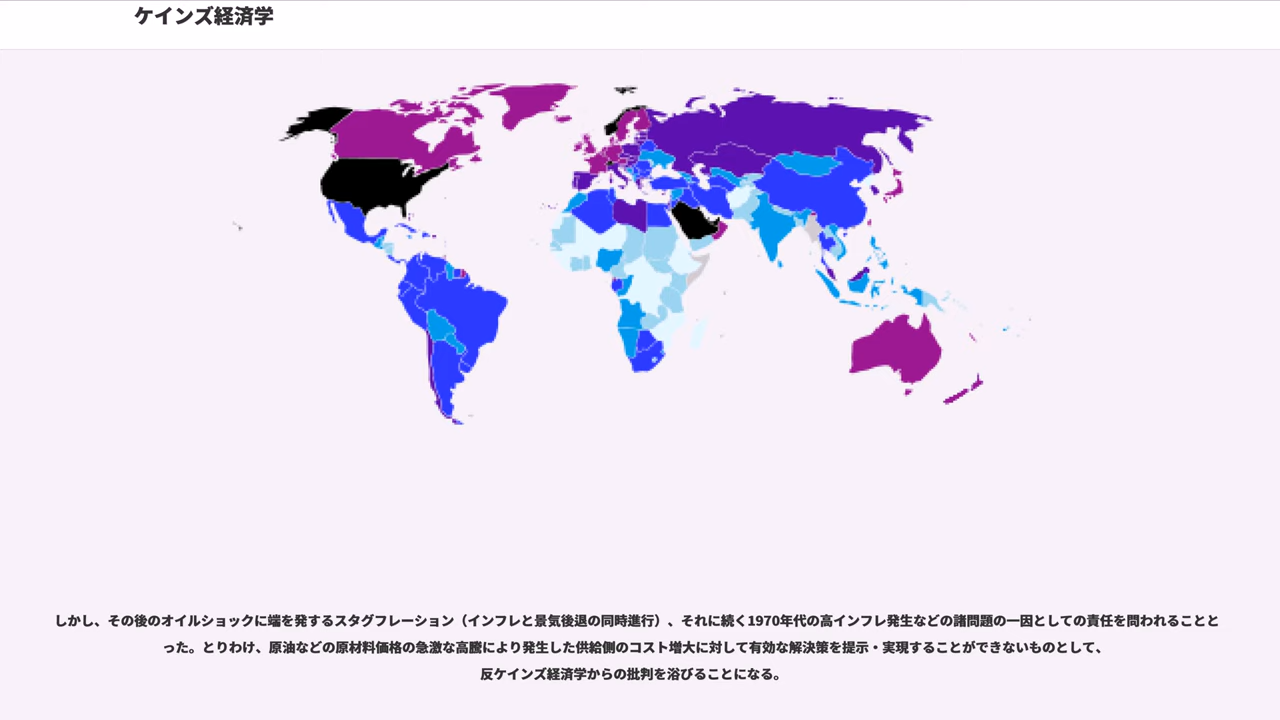 ケインズ経済学
しかし、その後のオイルショックに端を発するスタグフレーション（インフレと景気後退の同時進行）、それに続く1970年代の高インフレ発生などの諸問題の一因としての責任を問われることと
った。とりわけ、原油などの原材料価格の急激な高騰により発生した供給側のコスト増大に対して有効な解決策を提示・実現することができないものとして、
反ケインズ経済学からの批判を浴びることになる。